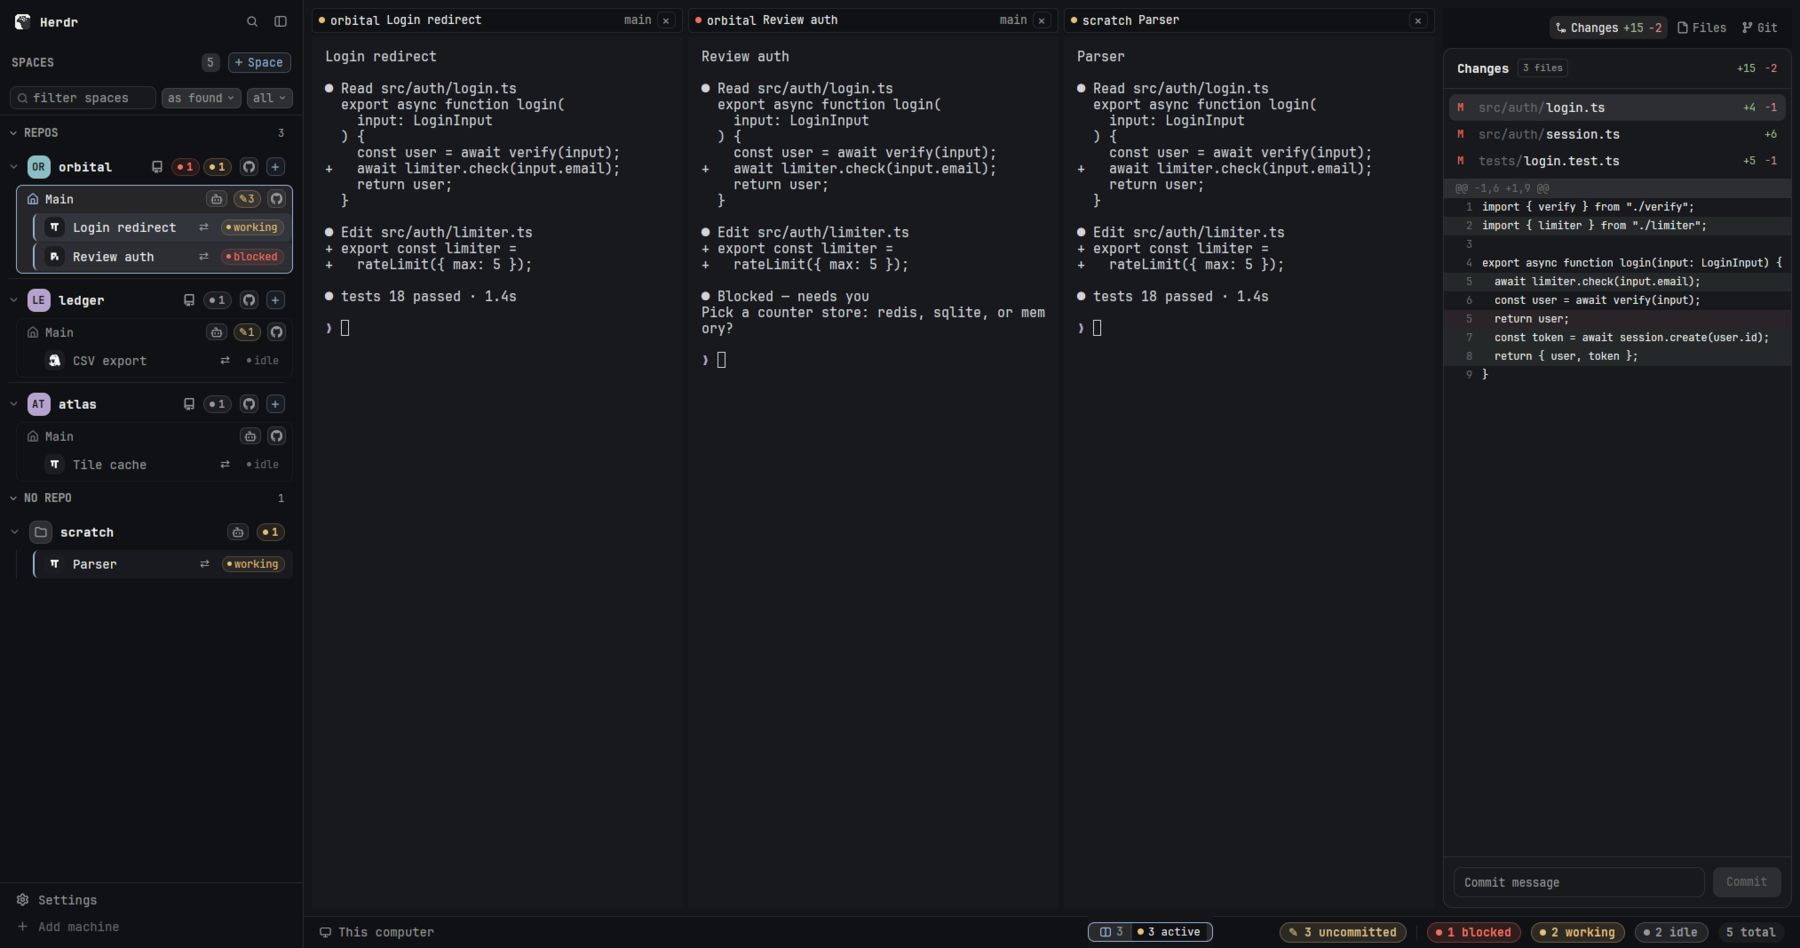 Herdr
SPACES 5 + Space
filter spaces as found all
REPOS 3
OR orbital 1 1 +
Main 3
Login redirect working
Review auth blocked
LE ledger 1 +
Main 1
CSV export idle
AT atlas 1 +
Main
Tile cache idle
NO REPO 1
scratch 1
Parser working
Settings
+ Add machine
orbital Login redirect main ×
Login redirect
● Read src/auth/login.ts
export async function login(
input: LoginInput
) {
const user = await verify(input);
+ await limiter.check(input.email);
return user;
}
● Edit src/auth/limiter.ts
+ export const limiter =
+ rateLimit({ max: 5 });
● tests 18 passed · 1.4s
❯
orbital Review auth main ×
Review auth
● Read src/auth/login.ts
export async function login(
input: LoginInput
) {
const user = await verify(input);
+ await limiter.check(input.email);
return user;
}
● Edit src/auth/limiter.ts
+ export const limiter =
+ rateLimit({ max: 5 });
● Blocked — needs you
Pick a counter store: redis, sqlite, or mem
ory?
❯
scratch Parser ×
Parser
● Read src/auth/login.ts
export async function login(
input: LoginInput
) {
const user = await verify(input);
+ await limiter.check(input.email);
return user;
}
● Edit src/auth/limiter.ts
+ export const limiter =
+ rateLimit({ max: 5 });
● tests 18 passed · 1.4s
❯
Changes +15 -2 Files Git
Changes 3 files +15 -2
M src/auth/login.ts +4 -1
M src/auth/session.ts +6
M tests/login.test.ts +5 -1
@@ -1,6 +1,9 @@
1 import { verify } from "./verify";
2 import { limiter } from "./limiter";
3
4 export async function login(input: LoginInput) {
5 await limiter.check(input.email);
6 const user = await verify(input);
5 return user;
7 const token = await session.create(user.id);
8 return { user, token };
9 }
Commit message Commit
This computer 3 3 active 3 uncommitted 1 blocked 2 working 2 idle 5 total